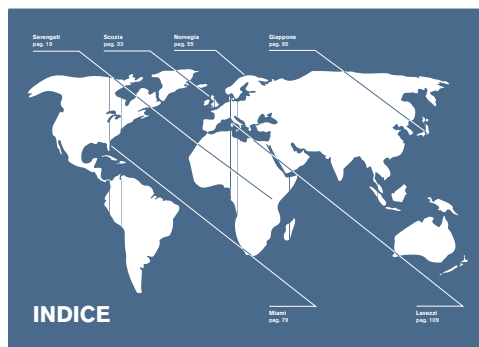 Serengeti
pag. 19
Scozia
pag. 33
Norvegia
pag. 55
Giappone
pag. 95
INDICE
Miami
pag. 79
Lavezzi
pag. 109